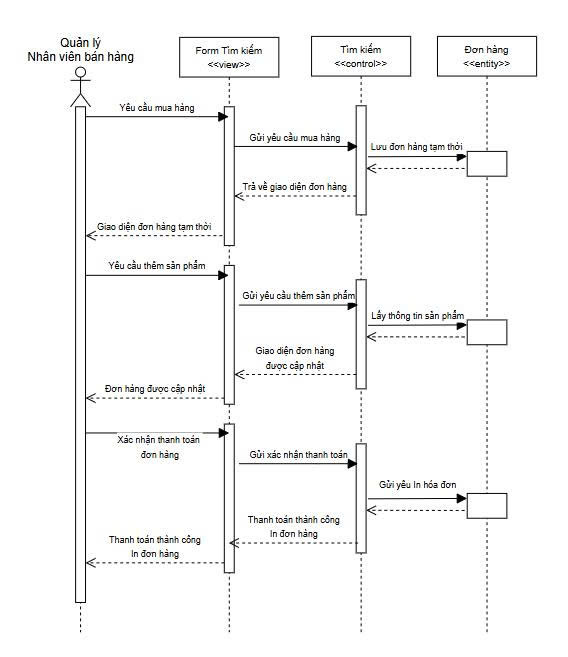 Quản lý
Nhân viên bán hàng
Form Tìm kiếm
<<view>>
Tìm kiếm
<<control>>
Đơn hàng
<<entity>>
Yêu cầu mua hàng
Gửi yêu cầu mua hàng
Lưu đơn hàng tạm thời
Trả về giao diện đơn hàng
Giao diện đơn hàng tạm thời
Yêu cầu thêm sản phẩm
Gửi yêu cầu thêm sản phẩm
Lấy thông tin sản phẩm
Giao diện đơn hàng
được cập nhật
Đơn hàng được cập nhật
Xác nhận thanh toán
đơn hàng
Gửi xác nhận thanh toán
Gửi yêu In hóa đơn
Thanh toán thành công
In đơn hàng
Thanh toán thành công
In đơn hàng